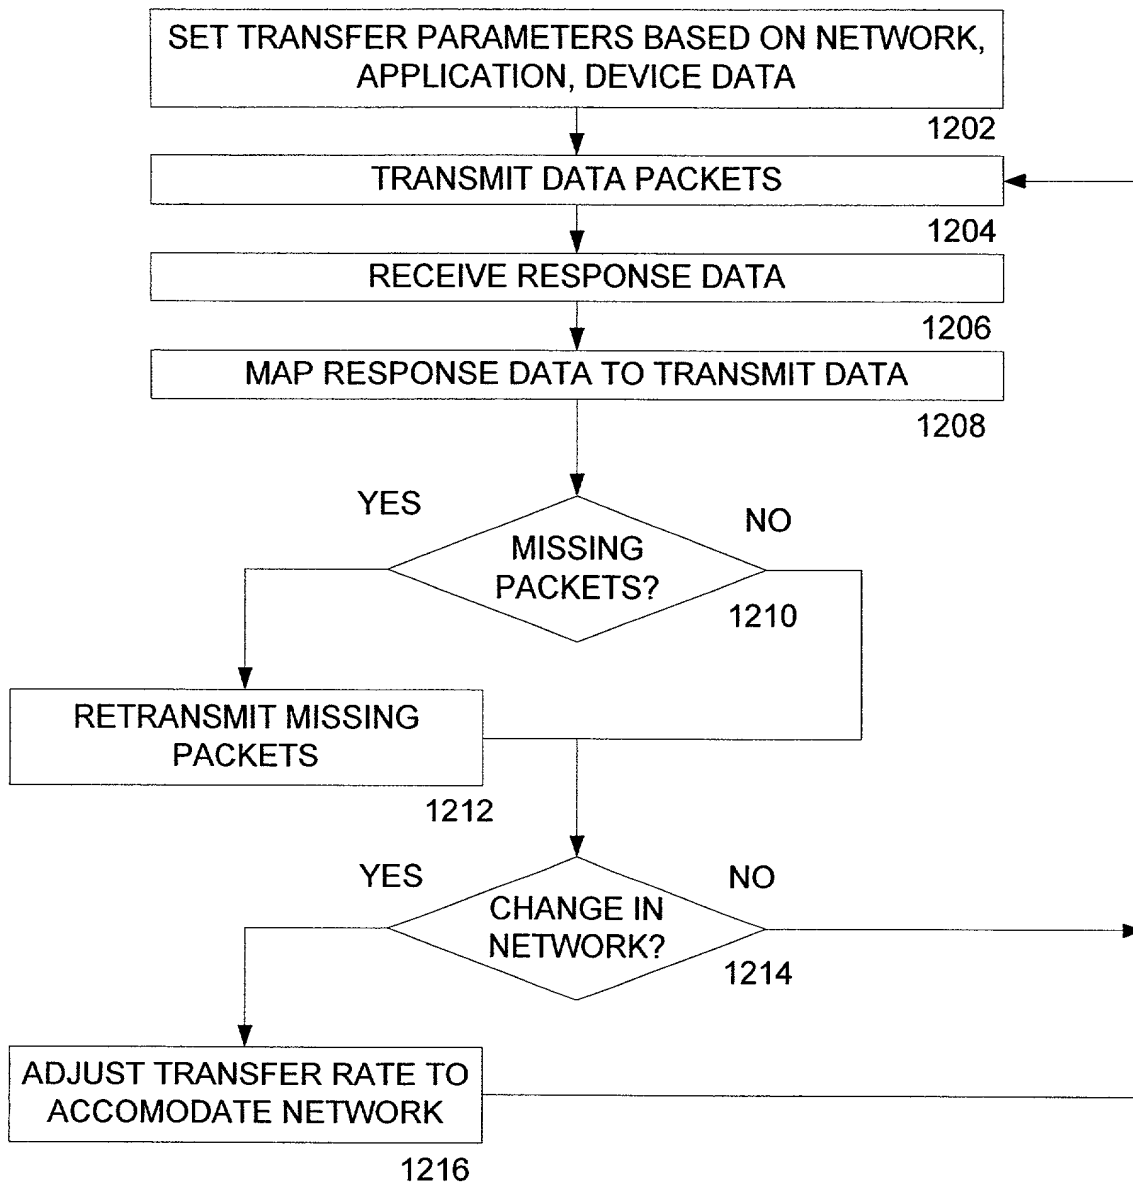 SET TRANSFER PARAMETERS BASED ON NETWORK,
APPLICATION, DEVICE DATA
1202
TRANSMIT DATA PACKETS
1204
RECEIVE RESPONSE DATA
1206
MAP RESPONSE DATA TO TRANSMIT DATA
1208
YES
NO
MISSING
PACKETS?
1210
RETRANSMIT MISSING
PACKETS
1212
YES
NO
CHANGE IN
NETWORK?
1214
ADJUST TRANSFER RATE TO
ACCOMODATE NETWORK
1216